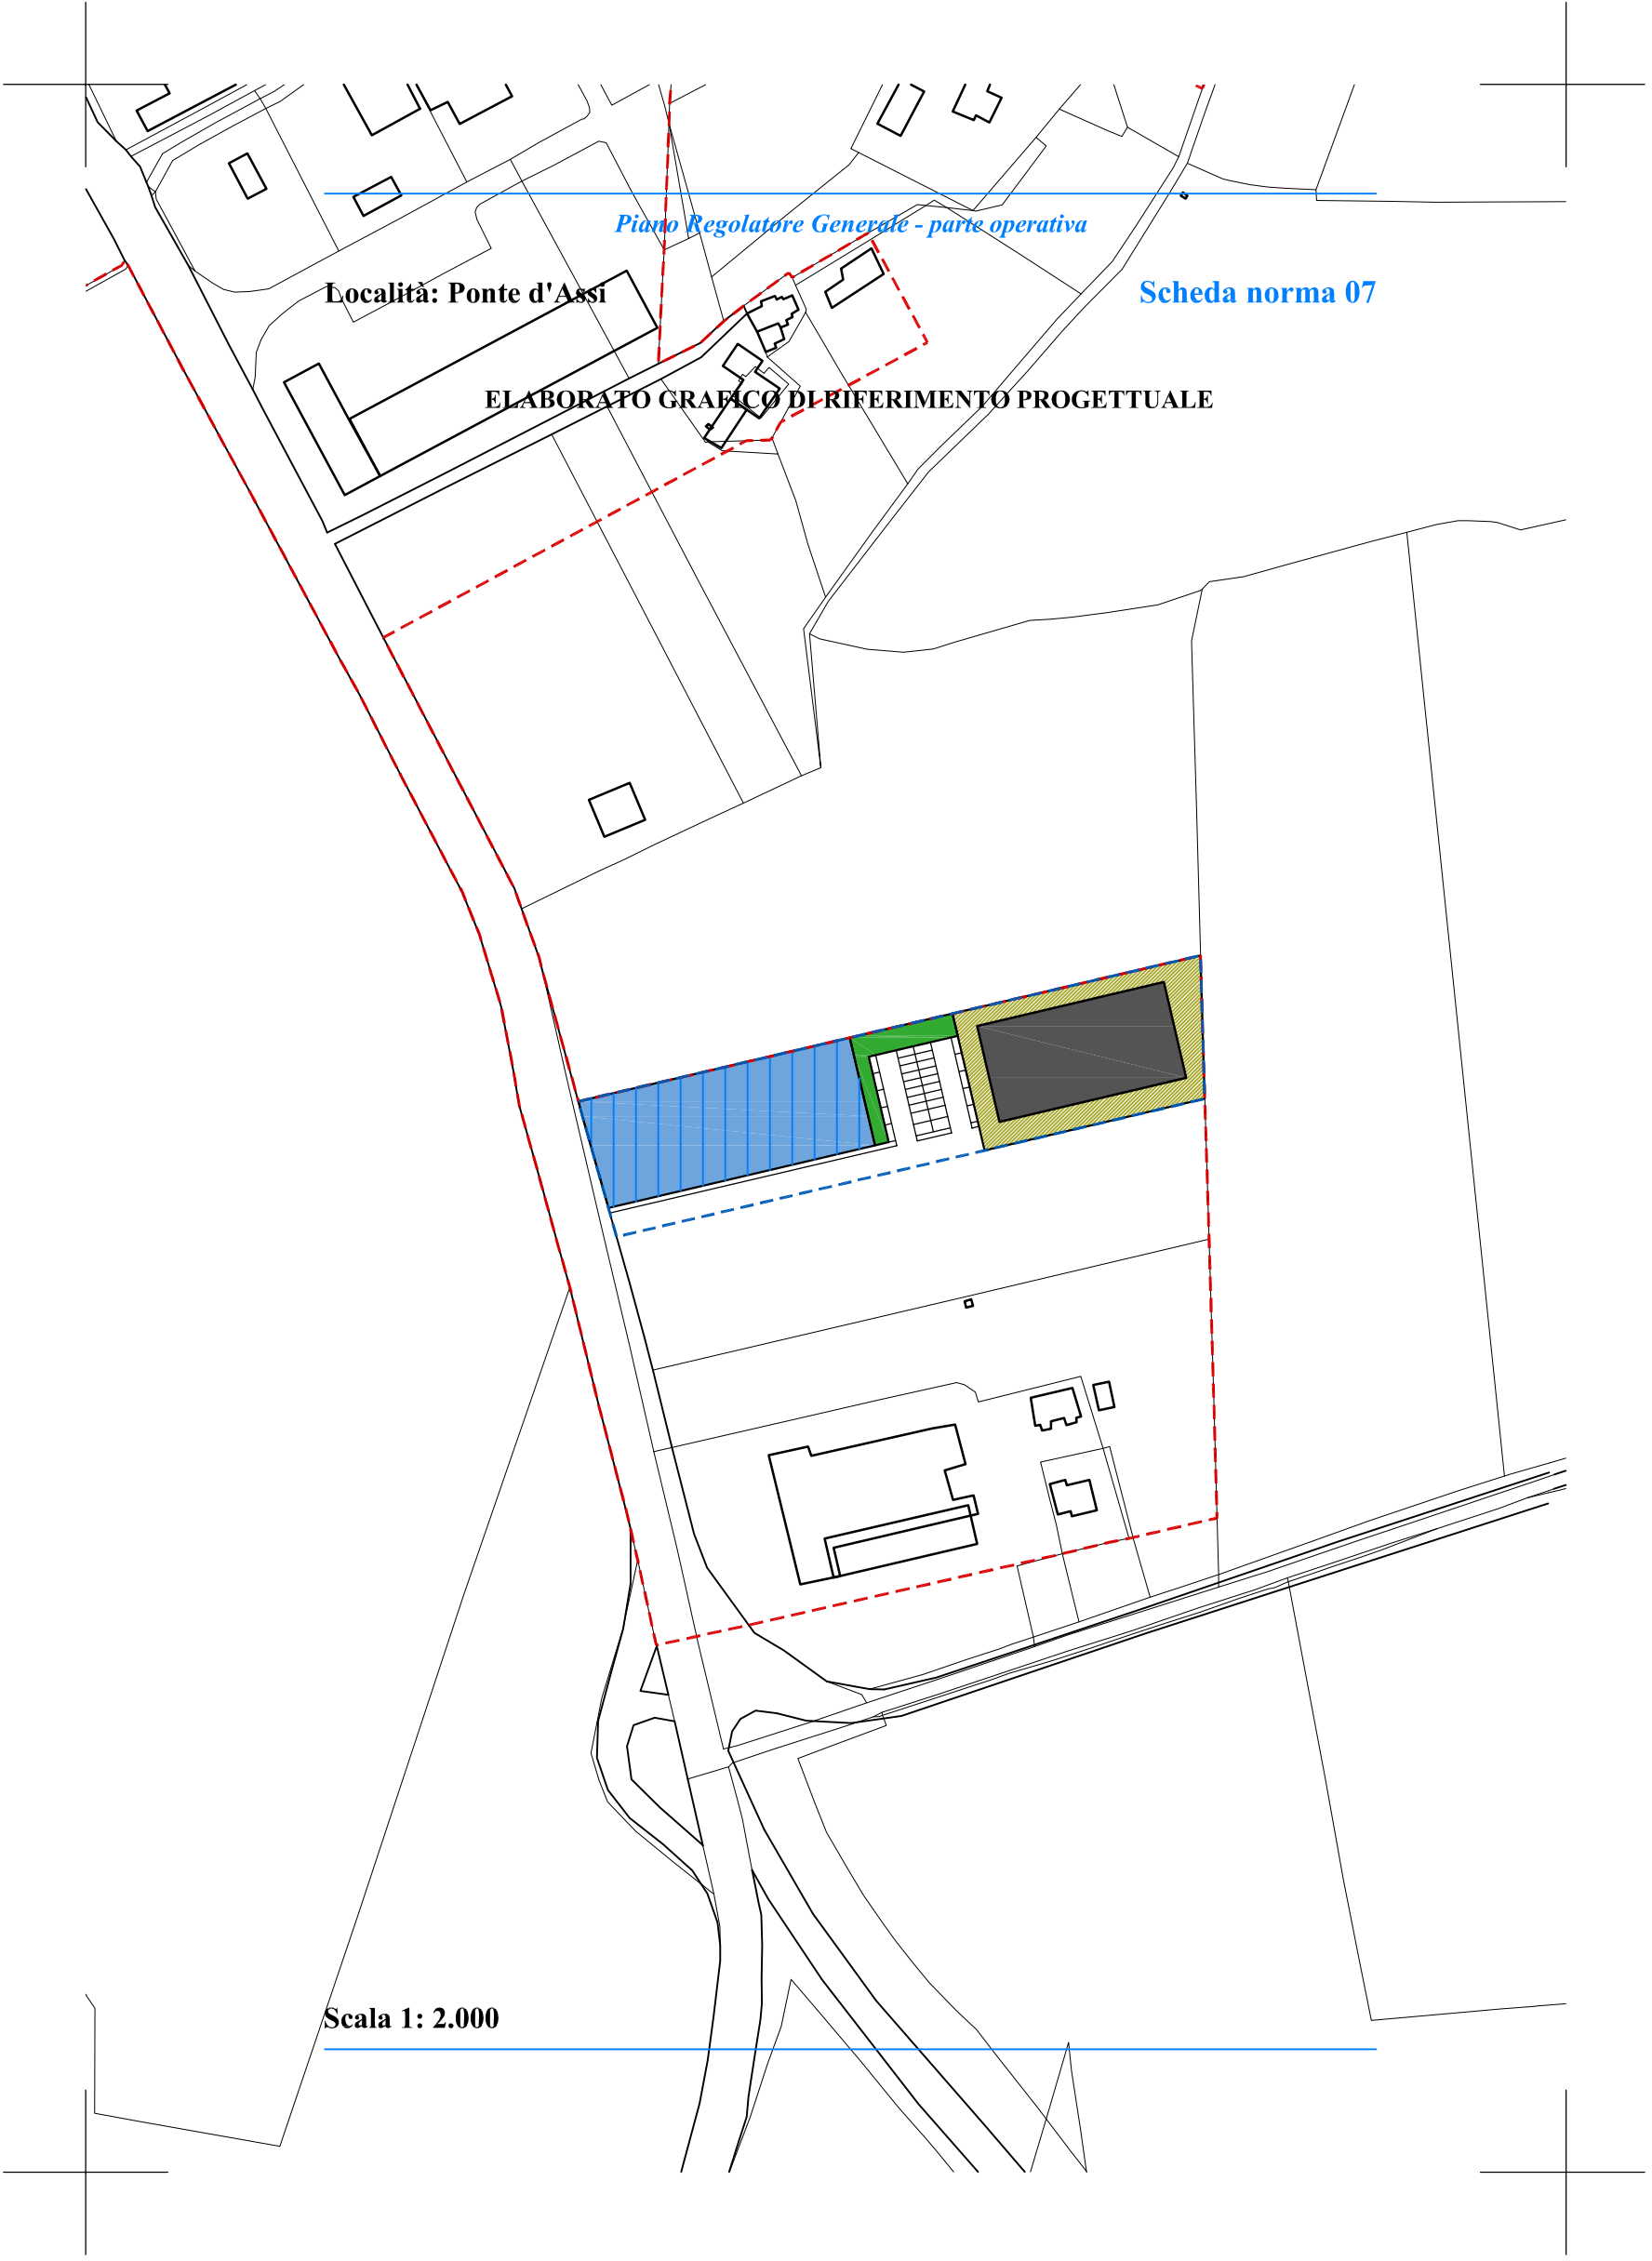 Piano Regolatore Generale - parte operativa
Località: Ponte d'Assi
Scheda norma 07
ELABORATO GRAFICO DI RIFERIMENTO PROGETTUALE
Scala 1: 2.000